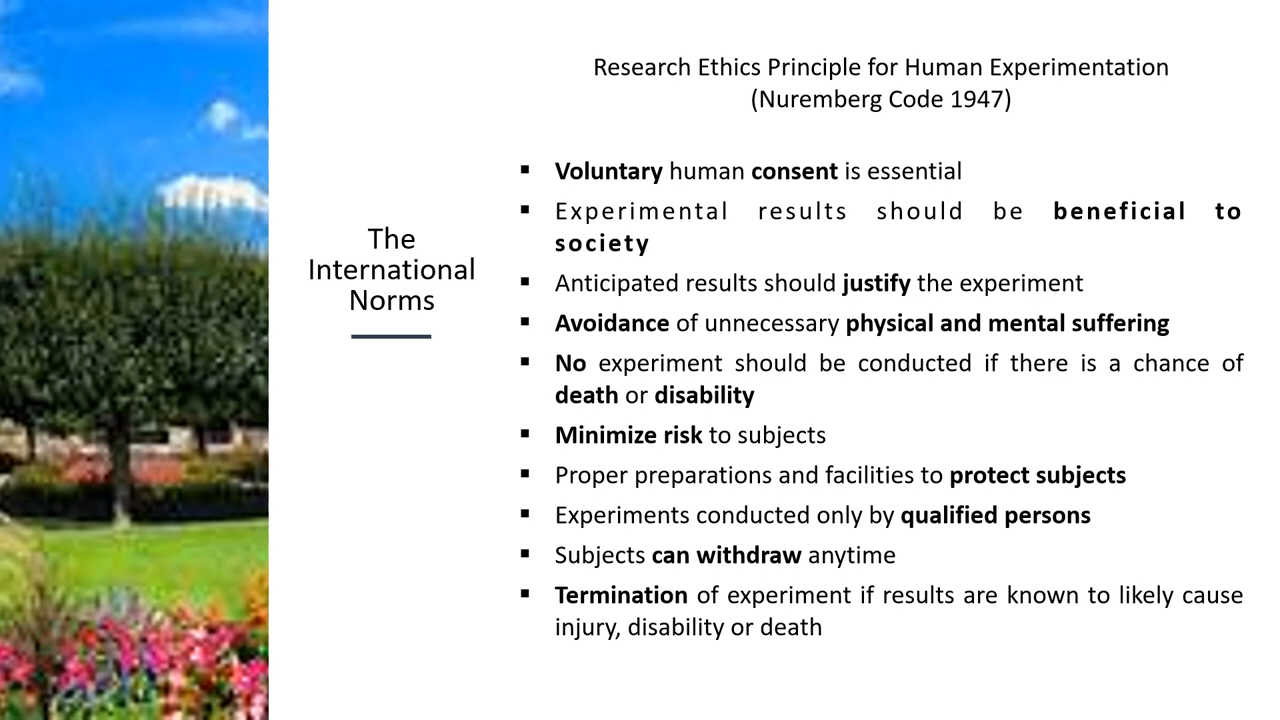 The
International
Norms
Research Ethics Principle for Human Experimentation
(Nuremberg Code 1947)
▪ Voluntary human consent is essential
▪ Experimental results should be beneficial to
society
▪ Anticipated results should justify the experiment
▪ Avoidance of unnecessary physical and mental suffering
▪ No experiment should be conducted if there is a chance of
death or disability
▪ Minimize risk to subjects
▪ Proper preparations and facilities to protect subjects
▪ Experiments conducted only by qualified persons
▪ Subjects can withdraw anytime
▪ Termination of experiment if results are known to likely cause
injury, disability or death